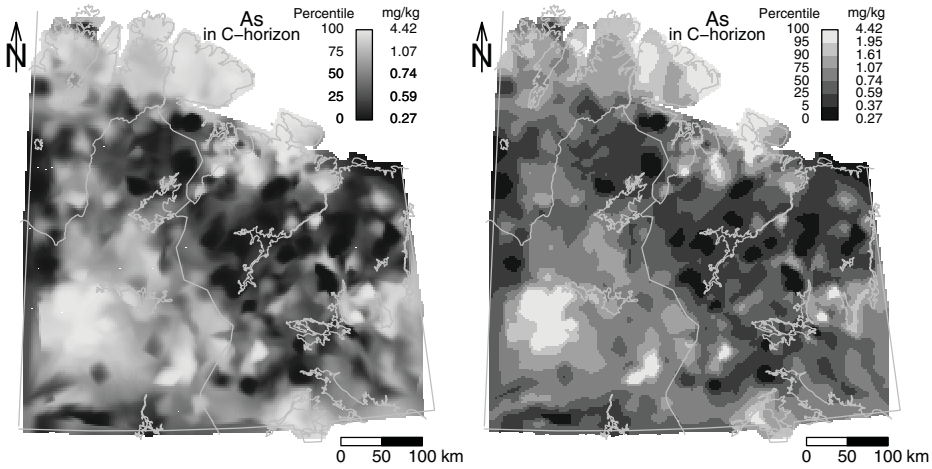 As
in C−horizon
Percentile mg/kg
100 4.42
75 1.07
50 0.74
25 0.59
0 0.27
N
0 50 100 km
As
in C−horizon
Percentile mg/kg
100 4.42
95 1.95
90 1.61
75 1.07
50 0.74
25 0.59
5 0.37
0 0.27
N
0 50 100 km